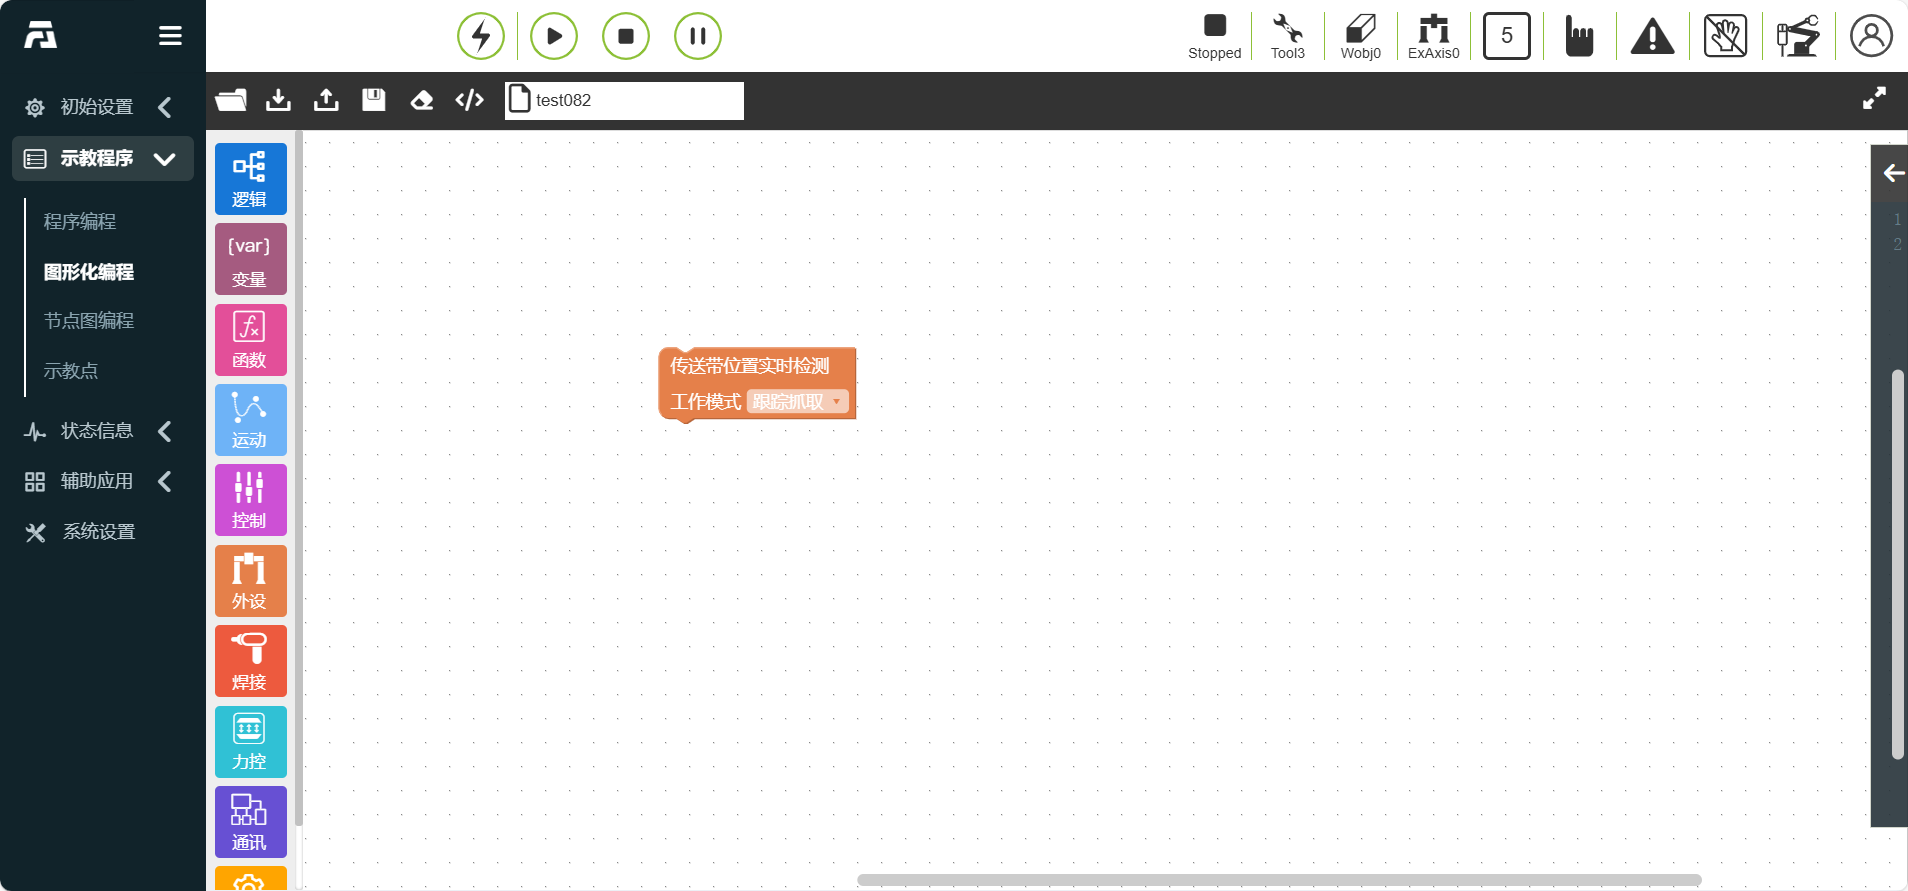 Stopped
Tool3
Wobj0
ExAxis0
5
test082
初始设置
示教程序
程序编程
图形化编程
节点图编程
示教点
状态信息
辅助应用
系统设置
逻辑
{var}
变量
fx
函数
运动
控制
外设
焊接
力控
通讯
传送带位置实时检测
工作模式 跟踪抓取
1
2